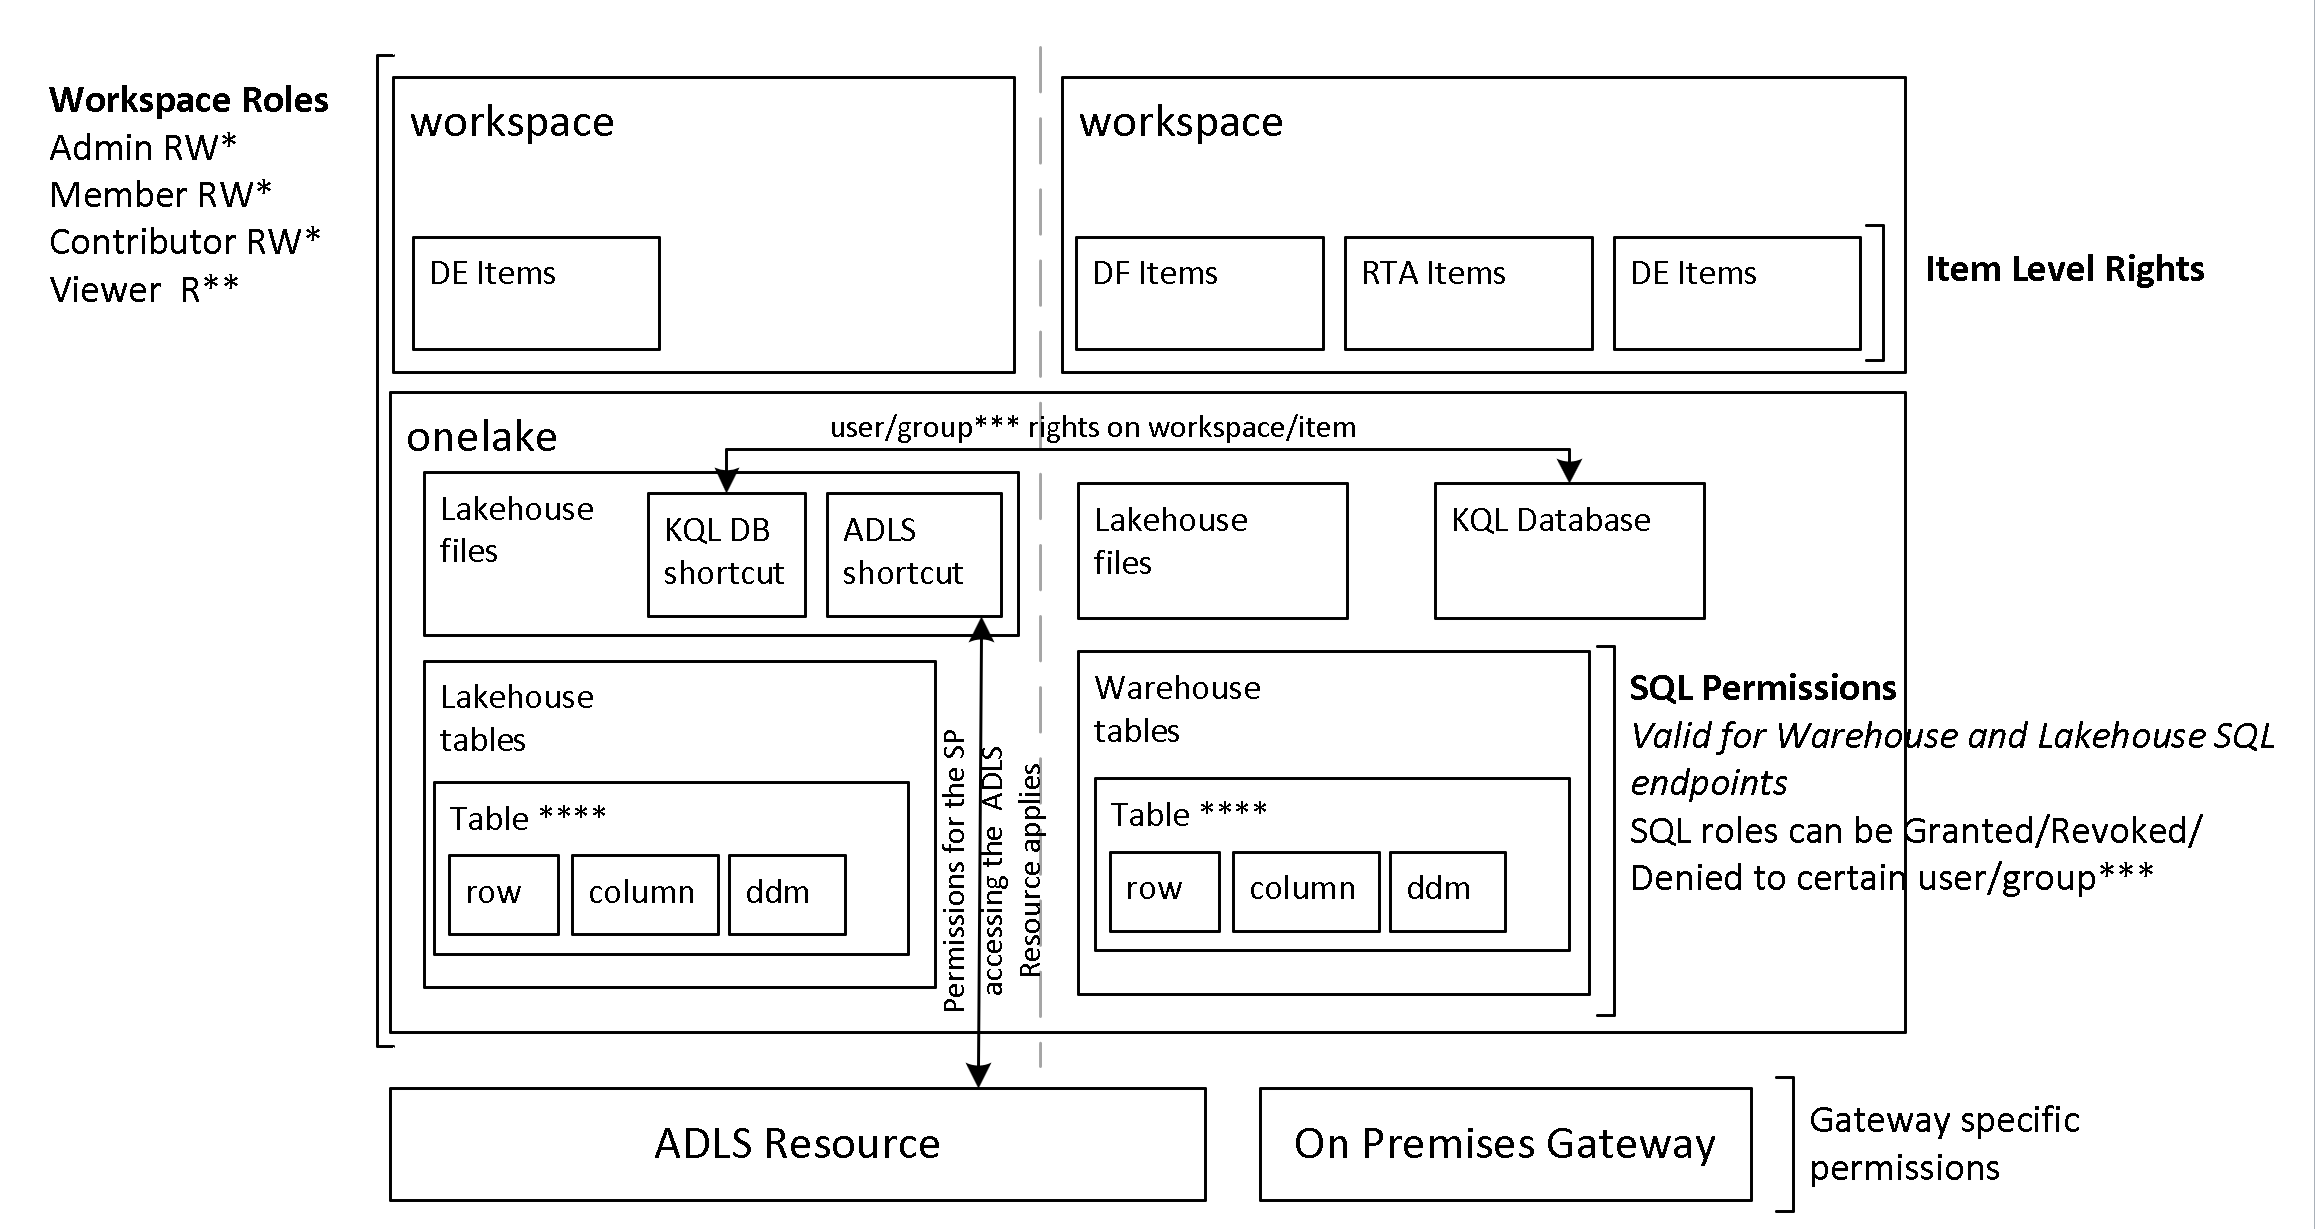 Workspace Roles
Admin RW*
Member RW*
Contributor RW*
Viewer  R**
workspace
DE Items
workspace
DF Items
RTA Items
DE Items
Item Level Rights
onelake
user/group*** rights on workspace/item
Lakehouse
files
KQL DB
shortcut
ADLS
shortcut
Lakehouse
files
KQL Database
Lakehouse
tables
Table ****
row
column
ddm
Permissions for the SP
accessing the  ADLS
Resource applies
Warehouse
tables
Table ****
row
column
ddm
SQL Permissions
Valid for Warehouse and Lakehouse SQL
endpoints
SQL roles can be Granted/Revoked/
Denied to certain user/group***
ADLS Resource
On Premises Gateway
Gateway specific
permissions